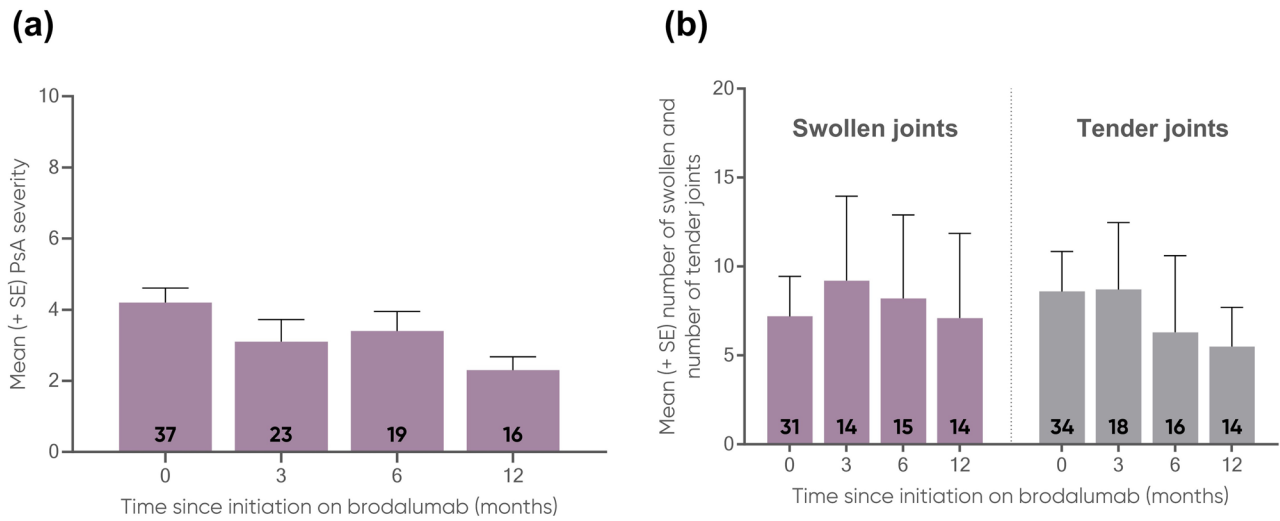 (a)
Mean (+ SE) PsA severity
10
8
6
4
2
0
37 23 19 16
0 3 6 12
Time since initiation on brodalumab (months)
(b)
Mean (+ SE) number of swollen and
number of tender joints
20
15
10
5
0
Swollen joints
Tender joints
31 14 15 14 34 18 16 14
0 3 6 12 0 3 6 12
Time since initiation on brodalumab (months)